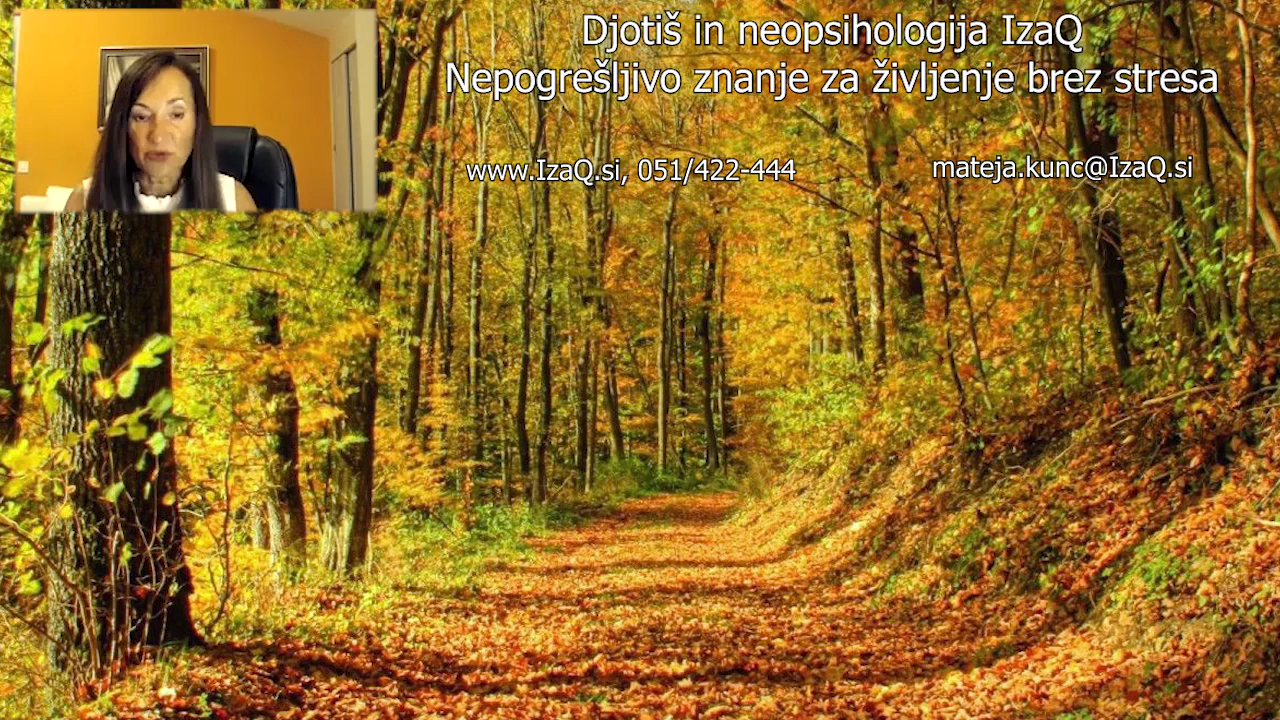 Djotiš in neopsihologija IzaQ
Nepogrešljivo znanje za življenje brez stresa
www.IzaQ.si, 051/422-444
mateja.kunc@IzaQ.si